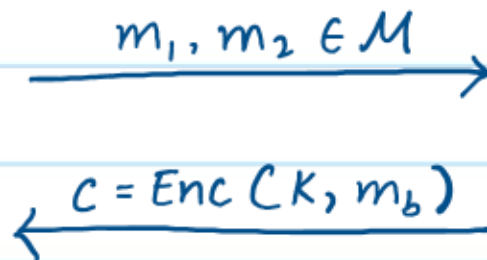 m₁, m₂ ∈ M
C = Enc (K, m_b)